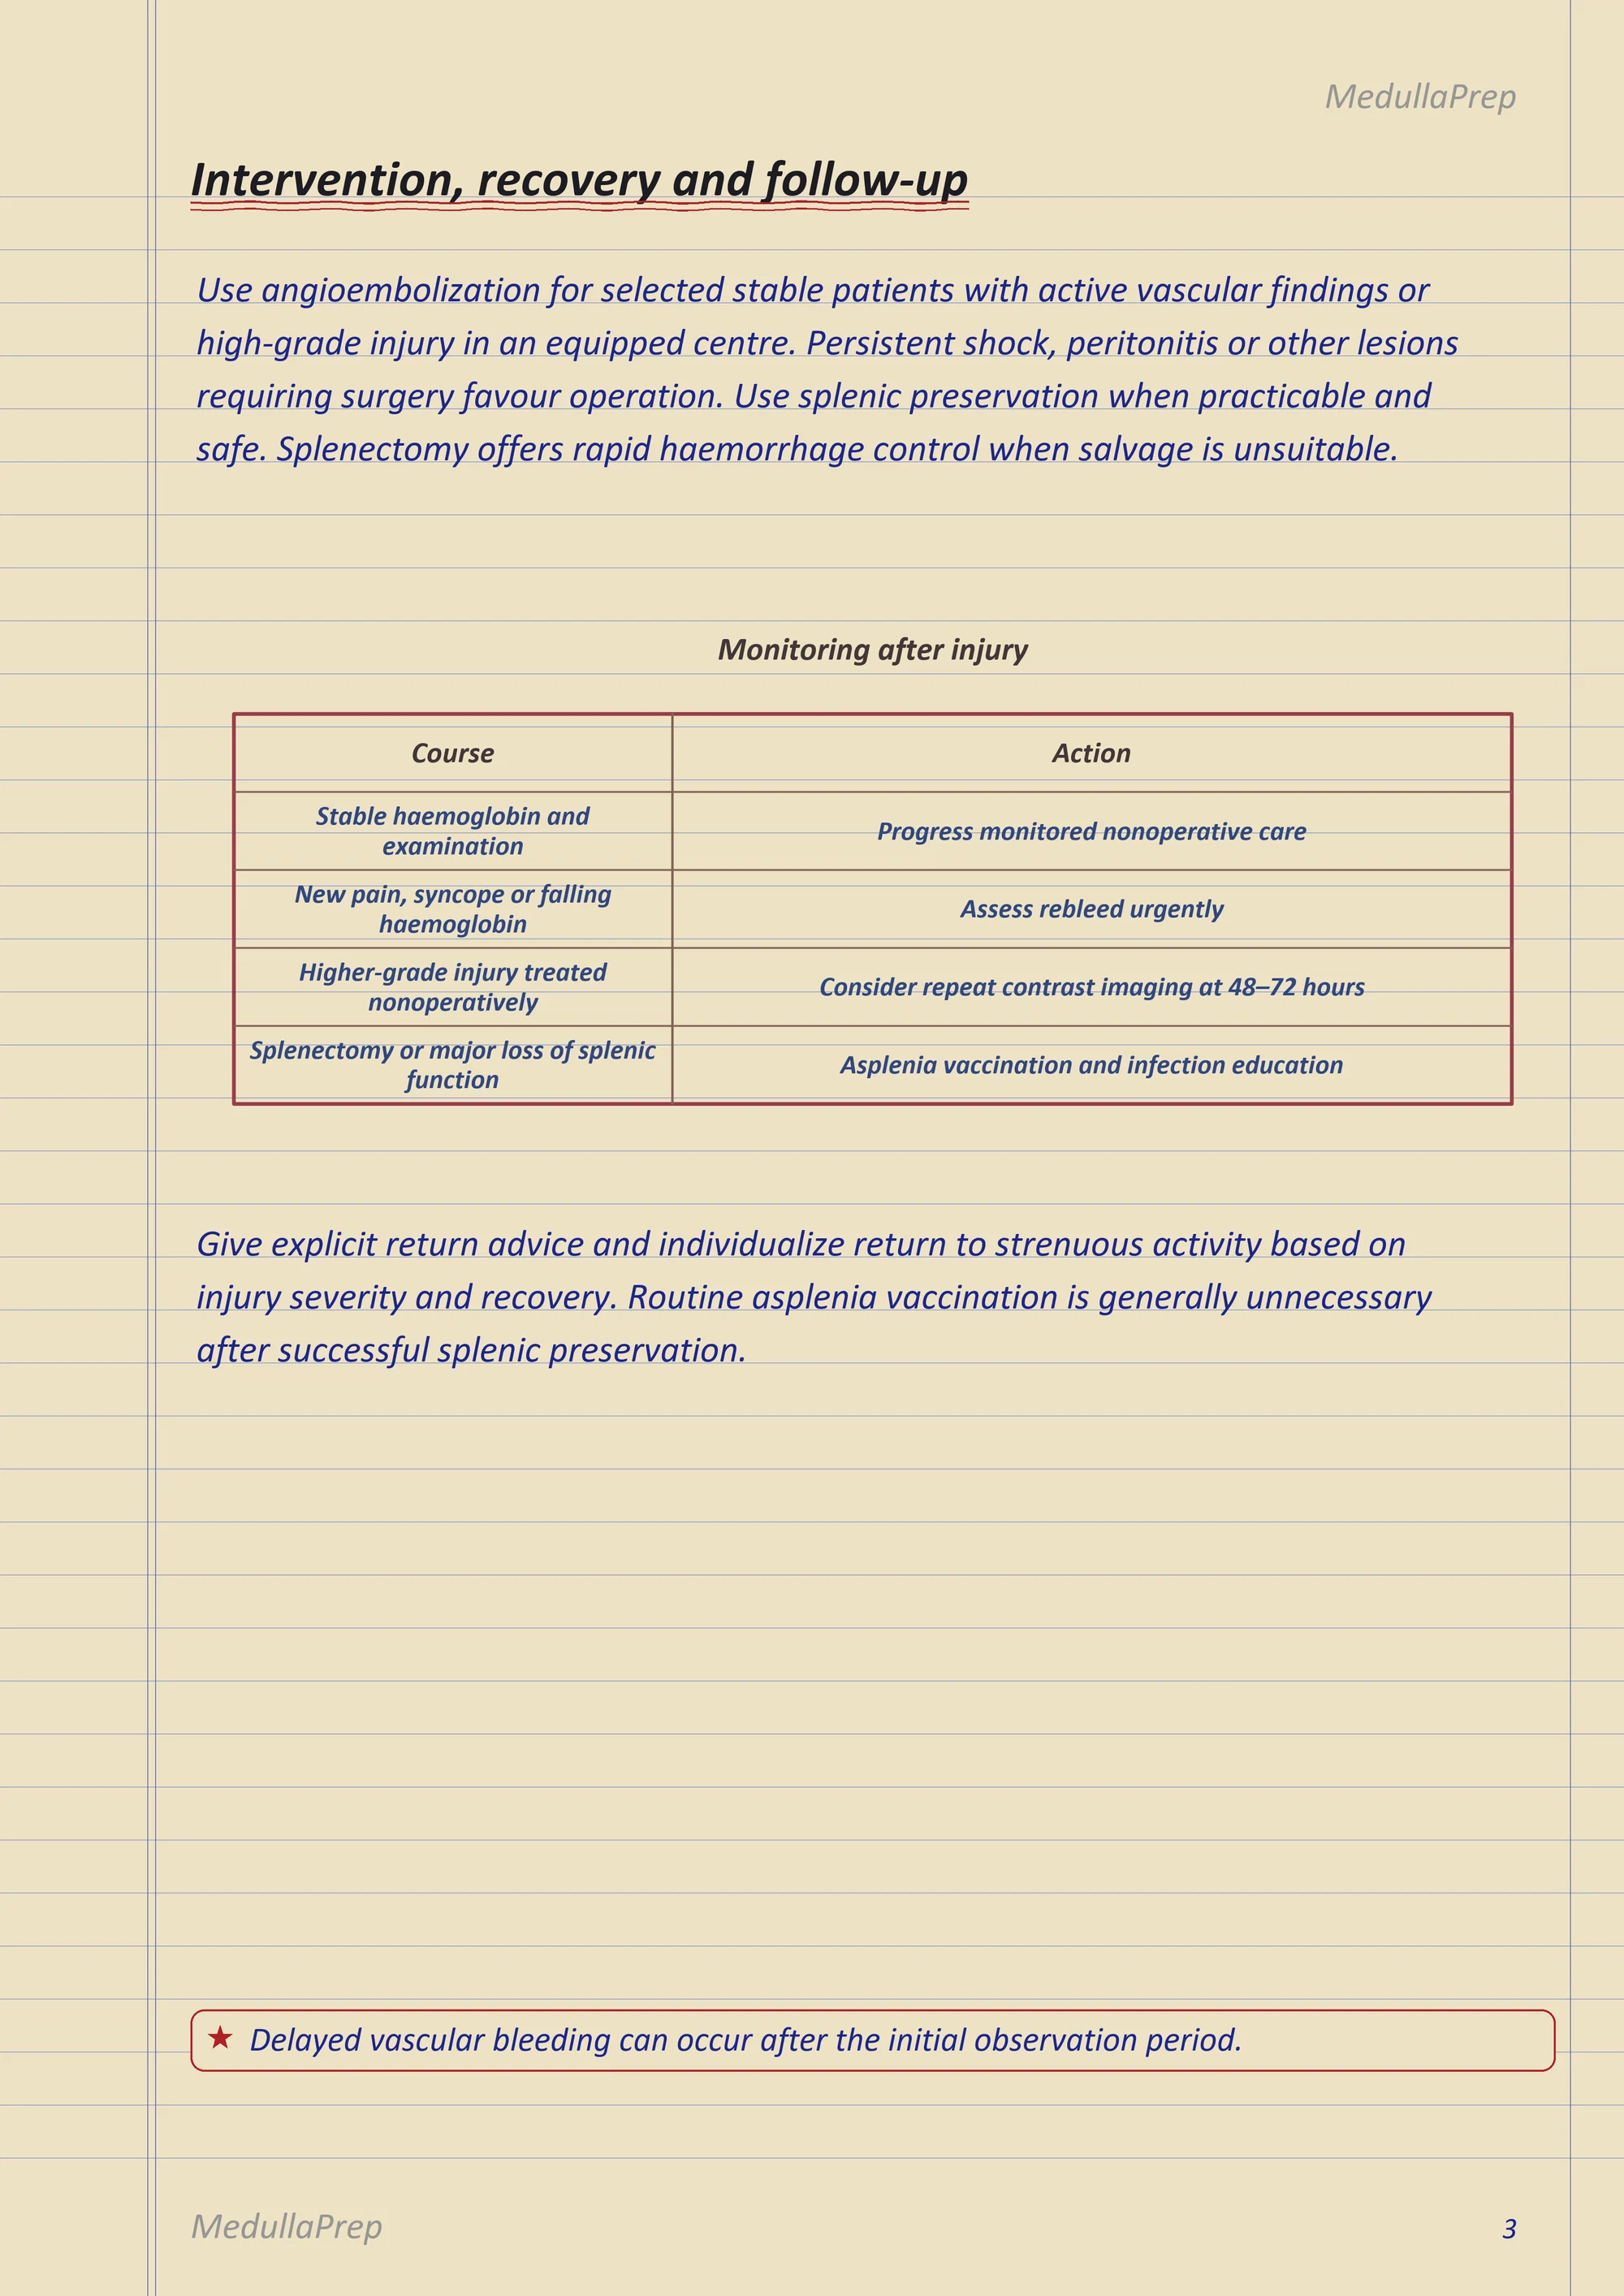 MedullaPrep
Intervention, recovery and follow-up
Use angioembolization for selected stable patients with active vascular findings or
high-grade injury in an equipped centre. Persistent shock, peritonitis or other lesions
requiring surgery favour operation. Use splenic preservation when practicable and
safe. Splenectomy offers rapid haemorrhage control when salvage is unsuitable.
Monitoring after injury
Course Action
Stable haemoglobin and
examination
Progress monitored nonoperative care
New pain, syncope or falling
haemoglobin
Assess rebleed urgently
Higher-grade injury treated
nonoperatively
Consider repeat contrast imaging at 48–72 hours
Splenectomy or major loss of splenic
function
Asplenia vaccination and infection education
Give explicit return advice and individualize return to strenuous activity based on
injury severity and recovery. Routine asplenia vaccination is generally unnecessary
after successful splenic preservation.
★ Delayed vascular bleeding can occur after the initial observation period.
MedullaPrep
3